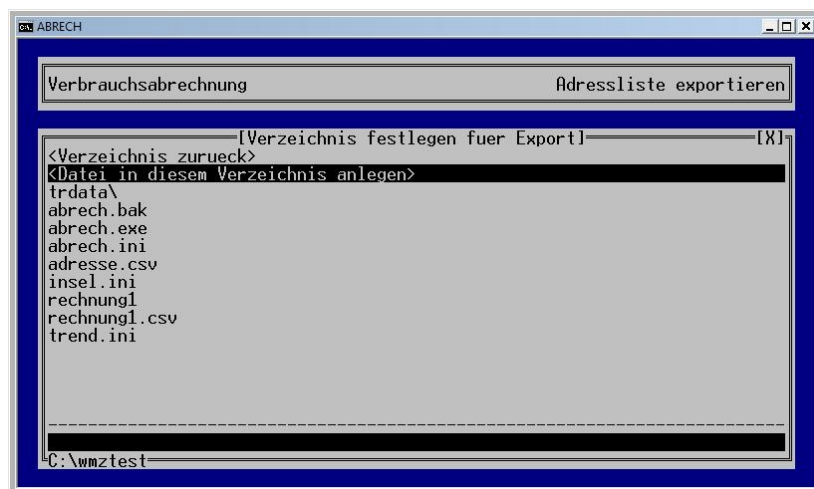 ABRECH
Verbrauchsabrechnung Adressliste exportieren
[Verzeichnis festlegen fuer Export] [X]
<Verzeichnis zurueck>
<Datei in diesem Verzeichnis anlegen>
trdata\
abrech.bak
abrech.exe
abrech.ini
adresse.csv
insel.ini
rechnung1
rechnung1.csv
trend.ini
C:\wmztest